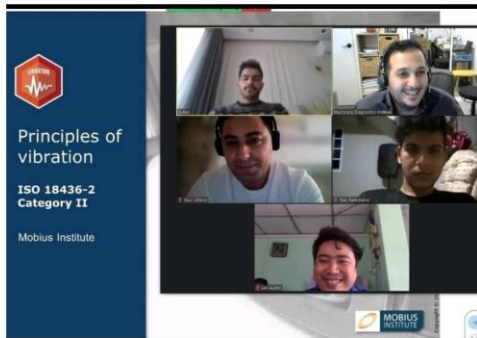 VIBRATION
Principles of
vibration
ISO 18436-2
Category II
Mobius Institute
MOBIUS
INSTITUTE